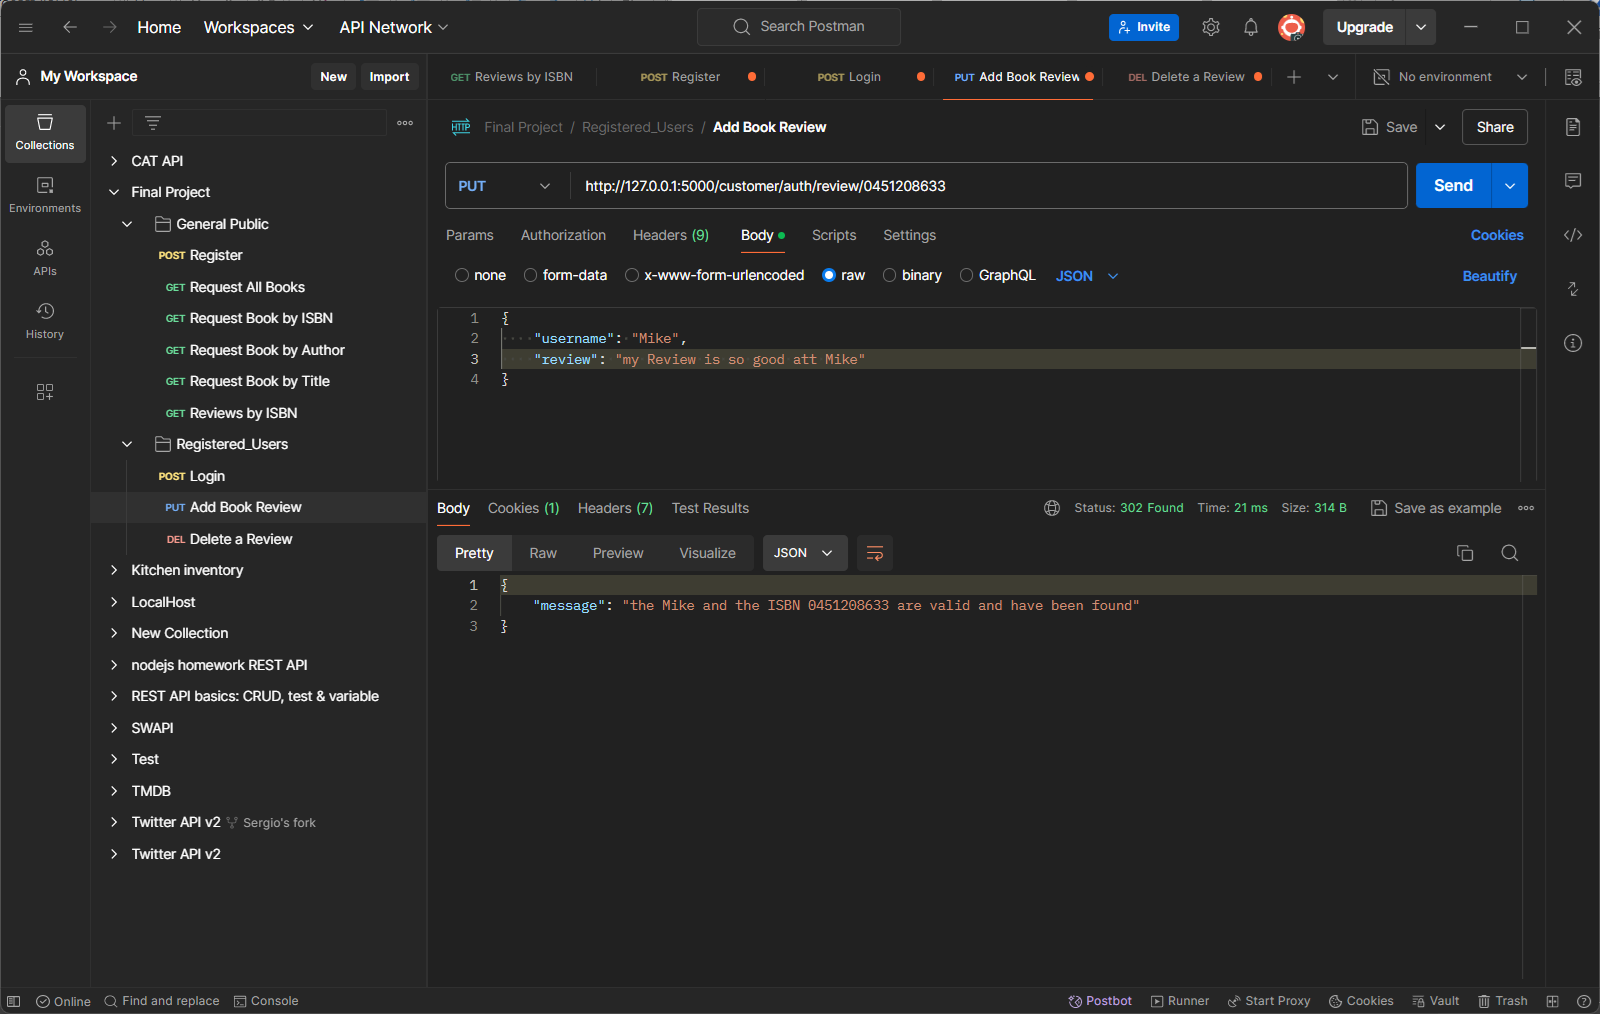 Home Workspaces API Network Search Postman Invite Upgrade
My Workspace New Import GET Reviews by ISBN POST Register POST Login PUT Add Book Review DEL Delete a Review No environment
Collections
Environments
APIs
History
CAT API
Final Project
General Public
POST Register
GET Request All Books
GET Request Book by ISBN
GET Request Book by Author
GET Request Book by Title
GET Reviews by ISBN
Registered_Users
POST Login
PUT Add Book Review
DEL Delete a Review
Kitchen inventory
LocalHost
New Collection
nodejs homework REST API
REST API basics: CRUD, test & variable
SWAPI
Test
TMDB
Twitter API v2 Sergio's fork
Twitter API v2
HTTP Final Project / Registered_Users / Add Book Review Save Share
PUT http://127.0.0.1:5000/customer/auth/review/0451208633 Send
Params Authorization Headers (9) Body Scripts Settings Cookies
none form-data x-www-form-urlencoded raw binary GraphQL JSON Beautify
1 {
2 "username": "Mike",
3 "review": "my Review is so good att Mike"
4 }
Body Cookies (1) Headers (7) Test Results Status: 302 Found Time: 21 ms Size: 314 B Save as example
Pretty Raw Preview Visualize JSON
1 {
2 "message": "the Mike and the ISBN 0451208633 are valid and have been found"
3 }
Online Find and replace Console Postbot Runner Start Proxy Cookies Vault Trash